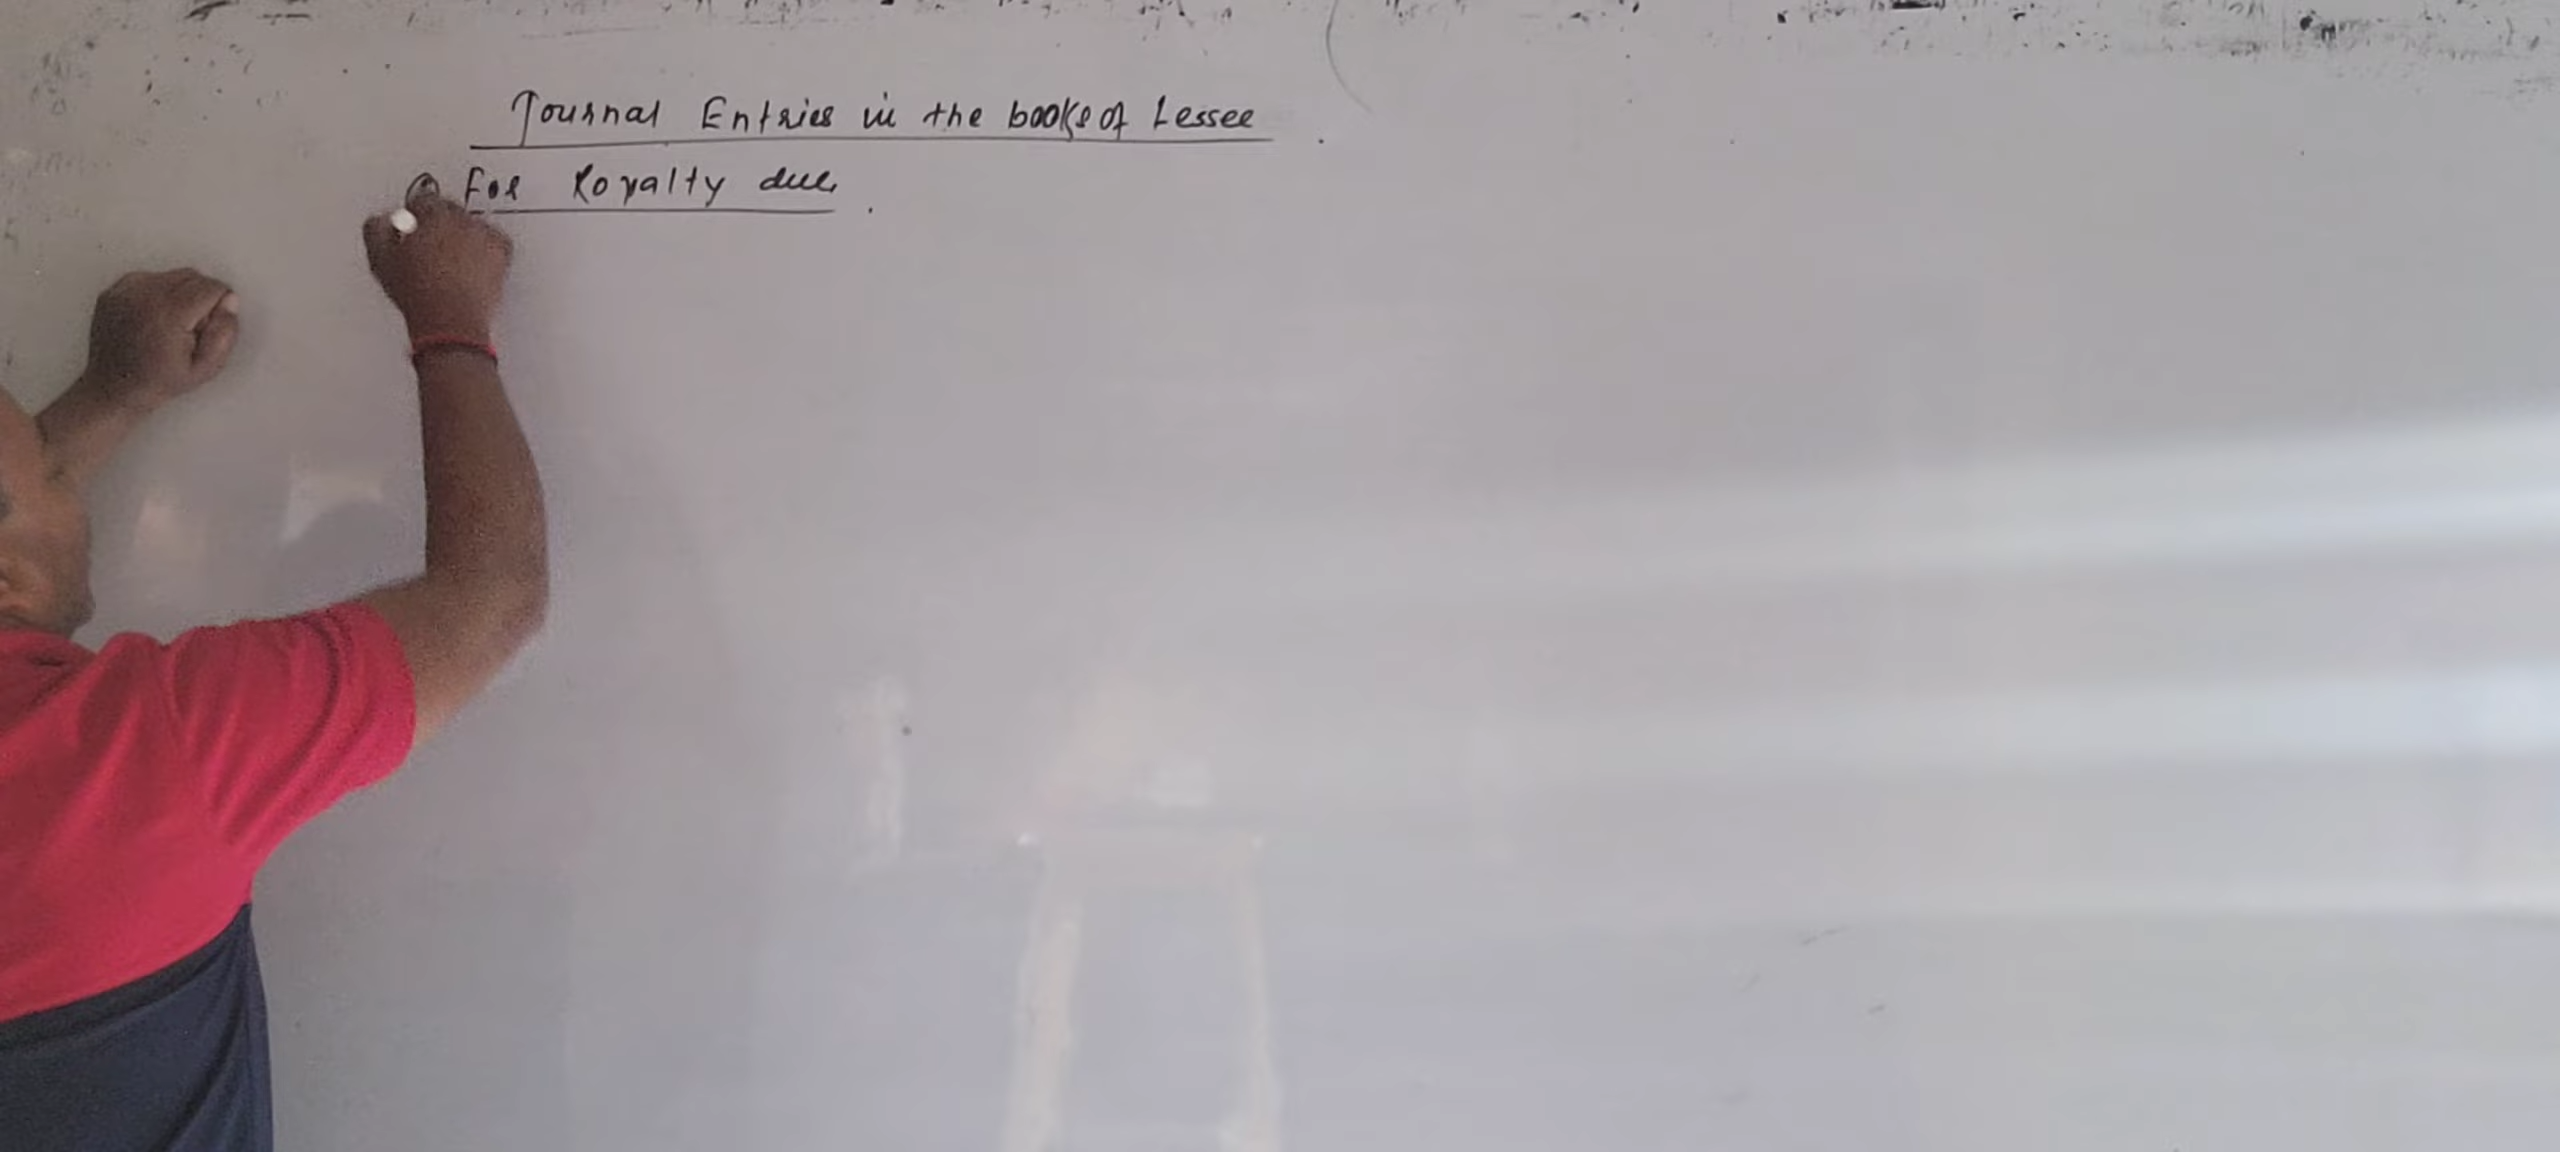 Journal Entries in the books of Lessee
For Royalty due